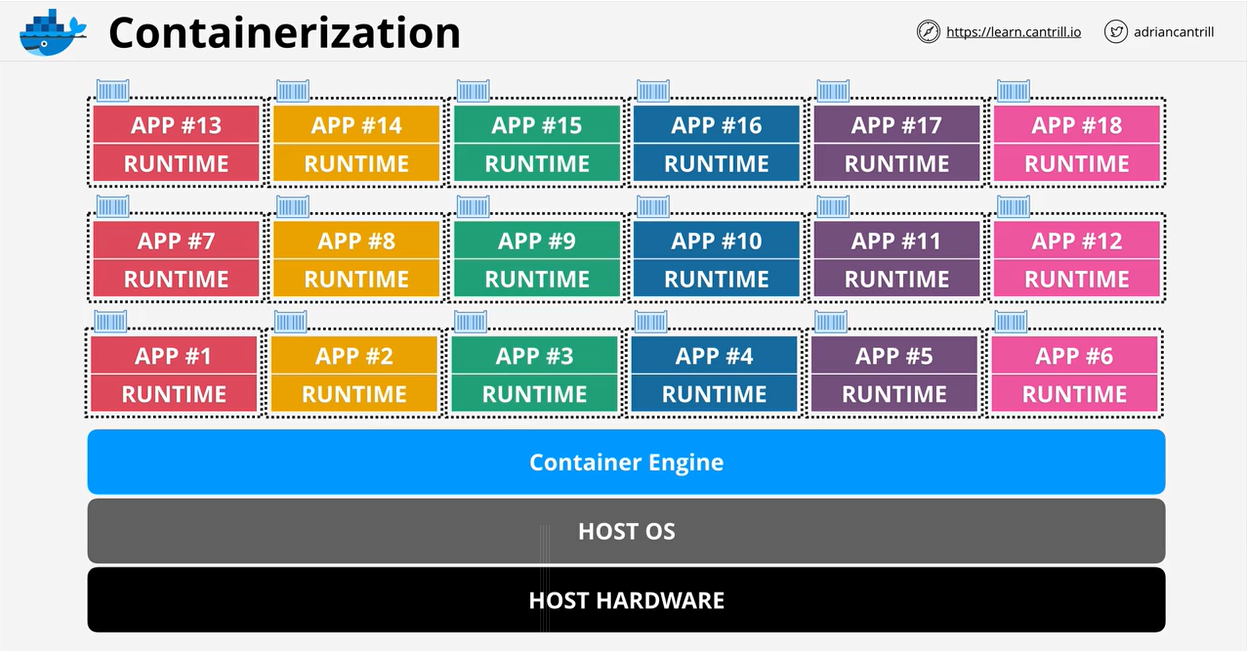 Containerization
https://learn.cantrill.io
adriancantrill
APP #13 APP #14 APP #15 APP #16 APP #17 APP #18
RUNTIME RUNTIME RUNTIME RUNTIME RUNTIME RUNTIME
APP #7 APP #8 APP #9 APP #10 APP #11 APP #12
RUNTIME RUNTIME RUNTIME RUNTIME RUNTIME RUNTIME
APP #1 APP #2 APP #3 APP #4 APP #5 APP #6
RUNTIME RUNTIME RUNTIME RUNTIME RUNTIME RUNTIME
Container Engine
HOST OS
HOST HARDWARE